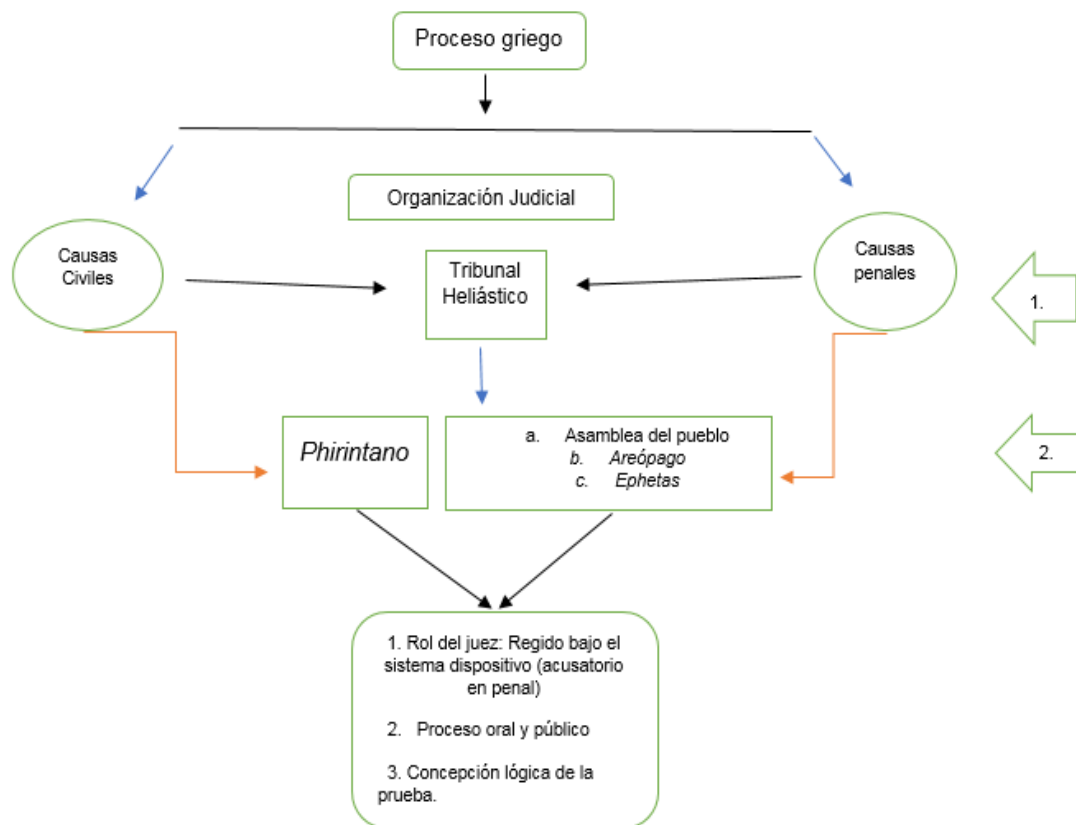 Proceso griego
Organización Judicial
Causas
Civiles
Tribunal
Heliástico
Causas
penales
1.
Phirintano
a. Asamblea del pueblo
b. Areópago
c. Ephetas
2.
1. Rol del juez: Regido bajo el
sistema dispositivo (acusatorio
en penal)
2. Proceso oral y público
3. Concepción lógica de la
prueba.